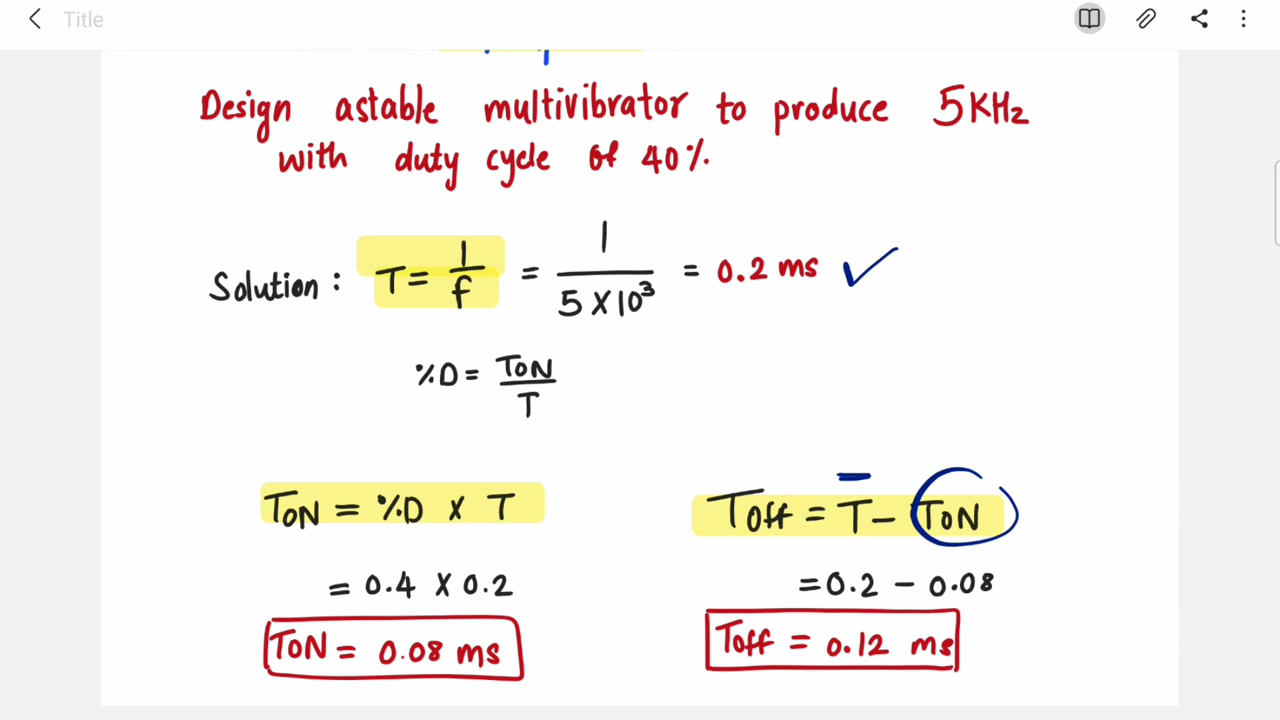 Title
Design astable multivibrator to produce 5KHz
with duty cycle of 40%.
Solution : T = 1/f = 1/(5 X 10³) = 0.2 ms ✓
%D = TON/T
TON = %D x T
= 0.4 X 0.2
TON = 0.08 ms
Toff = T - TON
= 0.2 - 0.08
Toff = 0.12 ms